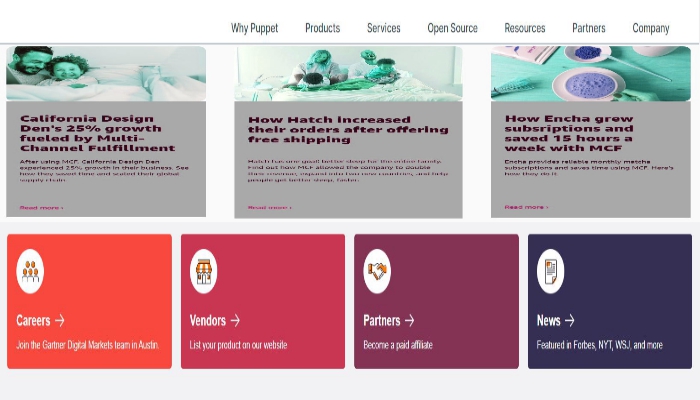 Why Puppet Products Services Open Source Resources Partners Company
California Design
Den's 25% growth
fueled by Multi-
Channel Fulfillment
After using MCF, California Design Den
experienced 25% growth in their business. See
how they saved time and scaled their global
supply chain.
Read more ›
How Hatch increased
their orders after offering
free shipping
Hatch has one goal: better sleep for the entire family.
Find out how MCF allowed the company to double
their revenue, expand into two new countries, and help
people get better sleep, faster.
Read more ›
How Encha grew
subsriptions and
saved 15 hours a
week with MCF
Encha provides reliable monthly matcha
subscriptions and saves time using MCF. Here's
how they do it.
Read more ›
Careers →
Join the Gartner Digital Markets team in Austin.
Vendors →
List your product on our website
Partners →
Become a paid affiliate
News →
Featured in Forbes, NYT, WSJ, and more